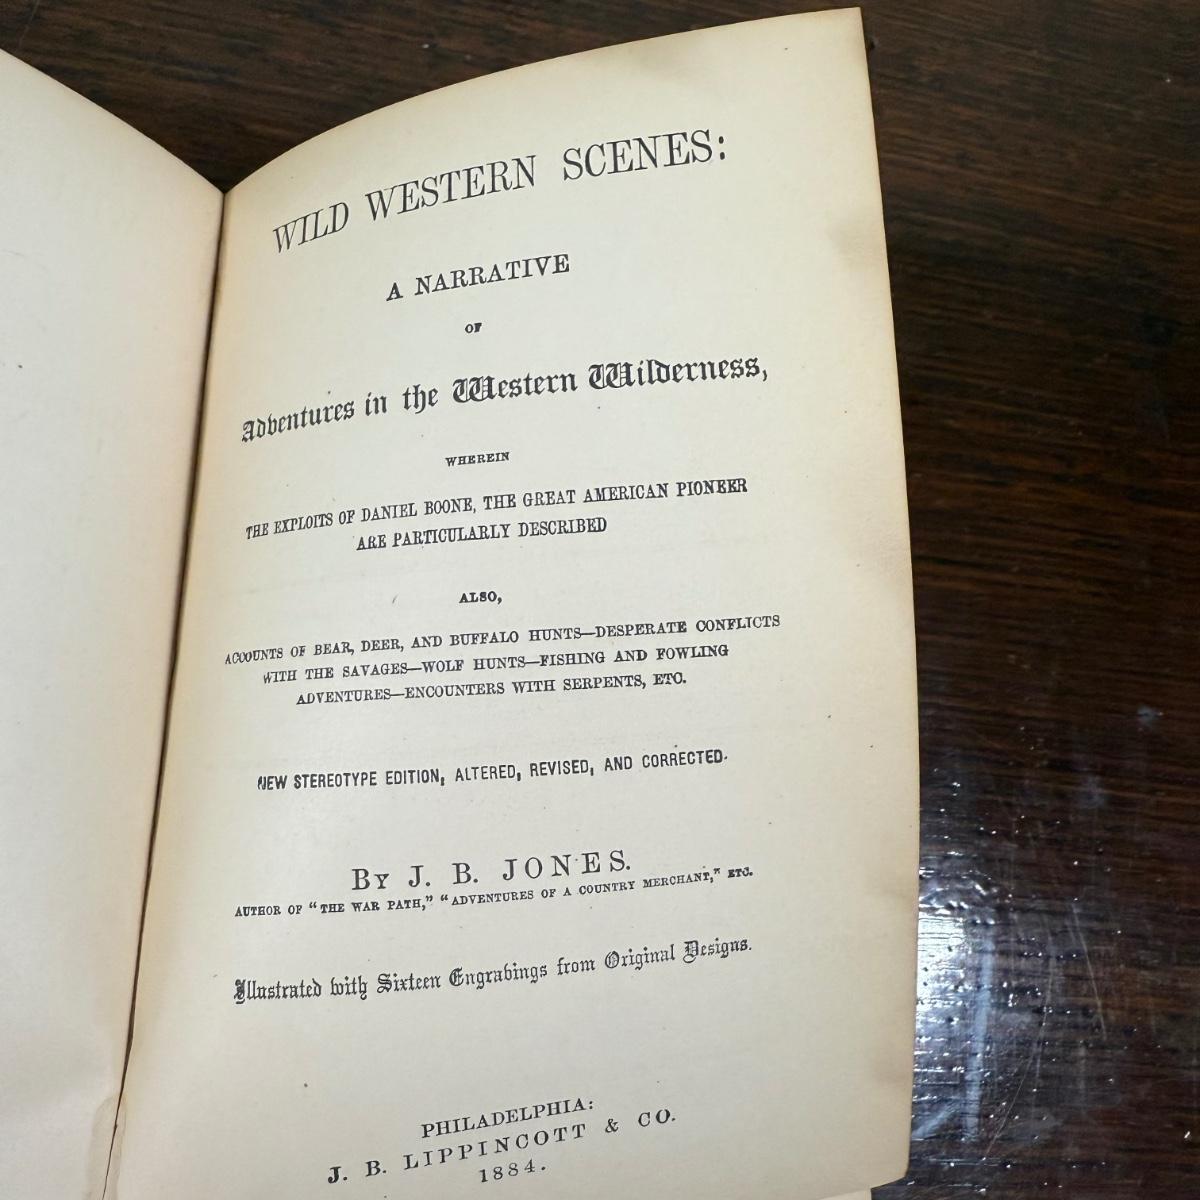 WILD WESTERN SCENES:
A NARRATIVE
OF
Adventures in the Western Wilderness,
WHEREIN
THE EXPLOITS OF DANIEL BOONE, THE GREAT AMERICAN PIONEER
ARE PARTICULARLY DESCRIBED
ALSO,
ACCOUNTS OF BEAR, DEER, AND BUFFALO HUNTS—DESPERATE CONFLICTS
WITH THE SAVAGES—WOLF HUNTS—FISHING AND FOWLING
ADVENTURES—ENCOUNTERS WITH SERPENTS, ETC.
NEW STEREOTYPE EDITION, ALTERED, REVISED, AND CORRECTED.
BY J. B. JONES.
AUTHOR OF "THE WAR PATH," "ADVENTURES OF A COUNTRY MERCHANT," ETC.
Illustrated with Sixteen Engravings from Original Designs.
PHILADELPHIA:
J. B. LIPPINCOTT & CO.
1884.